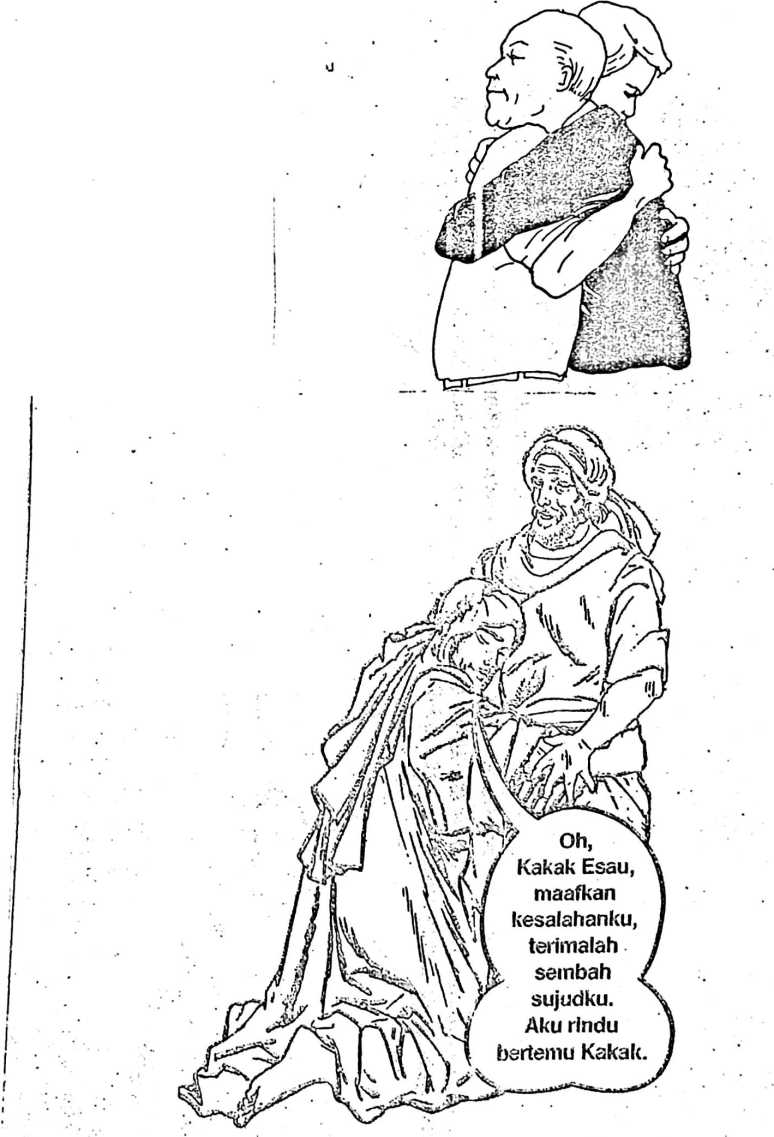 Oh,
Kakak Esau,
maafkan
kesalahanku,
terimalah
sembah
sujudku.
Aku rindu
bertemu Kakak.